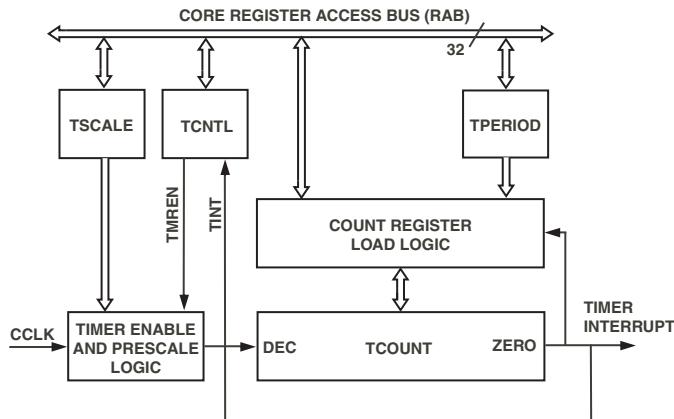 CORE REGISTER ACCESS BUS (RAB)
32
TSCALE
TCNTL
TPERIOD
TMREN
TINT
COUNT REGISTER
LOAD LOGIC
CCLK
TIMER ENABLE
AND PRESCALE
LOGIC
DEC
TCOUNT
ZERO
TIMER
INTERRUPT